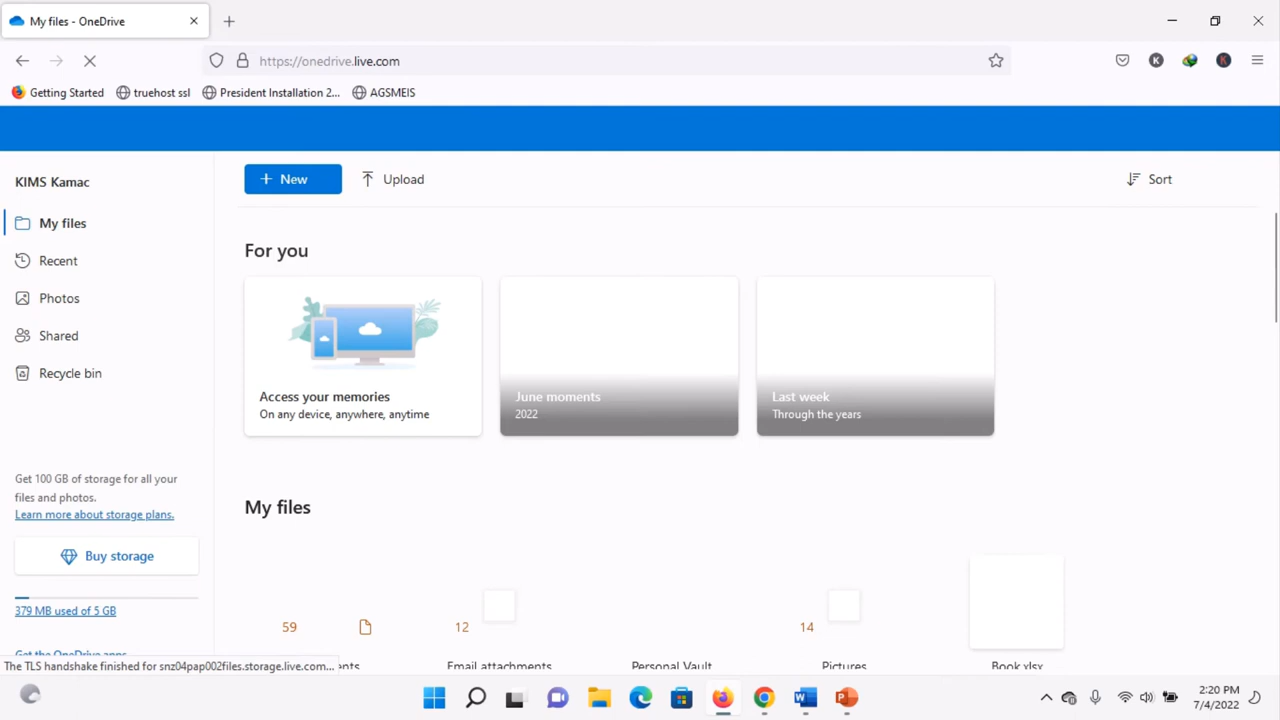 My files - OneDrive
https://onedrive.live.com
Getting Started
truehost ssl
President Installation 2...
AGSMEIS
K
K
KIMS Kamac
New
Upload
Sort
My files
Recent
Photos
Shared
Recycle bin
For you
Access your memories
On any device, anywhere, anytime
June moments
2022
Last week
Through the years
My files
Get 100 GB of storage for all your
files and photos.
Learn more about storage plans.
Buy storage
379 MB used of 5 GB
59
12
14
Email attachments
Personal Vault
Pictures
Book.xlsx
Get the OneDrive apps
The TLS handshake finished for snz04pap002files.storage.live.com...
2:20 PM
7/4/2022